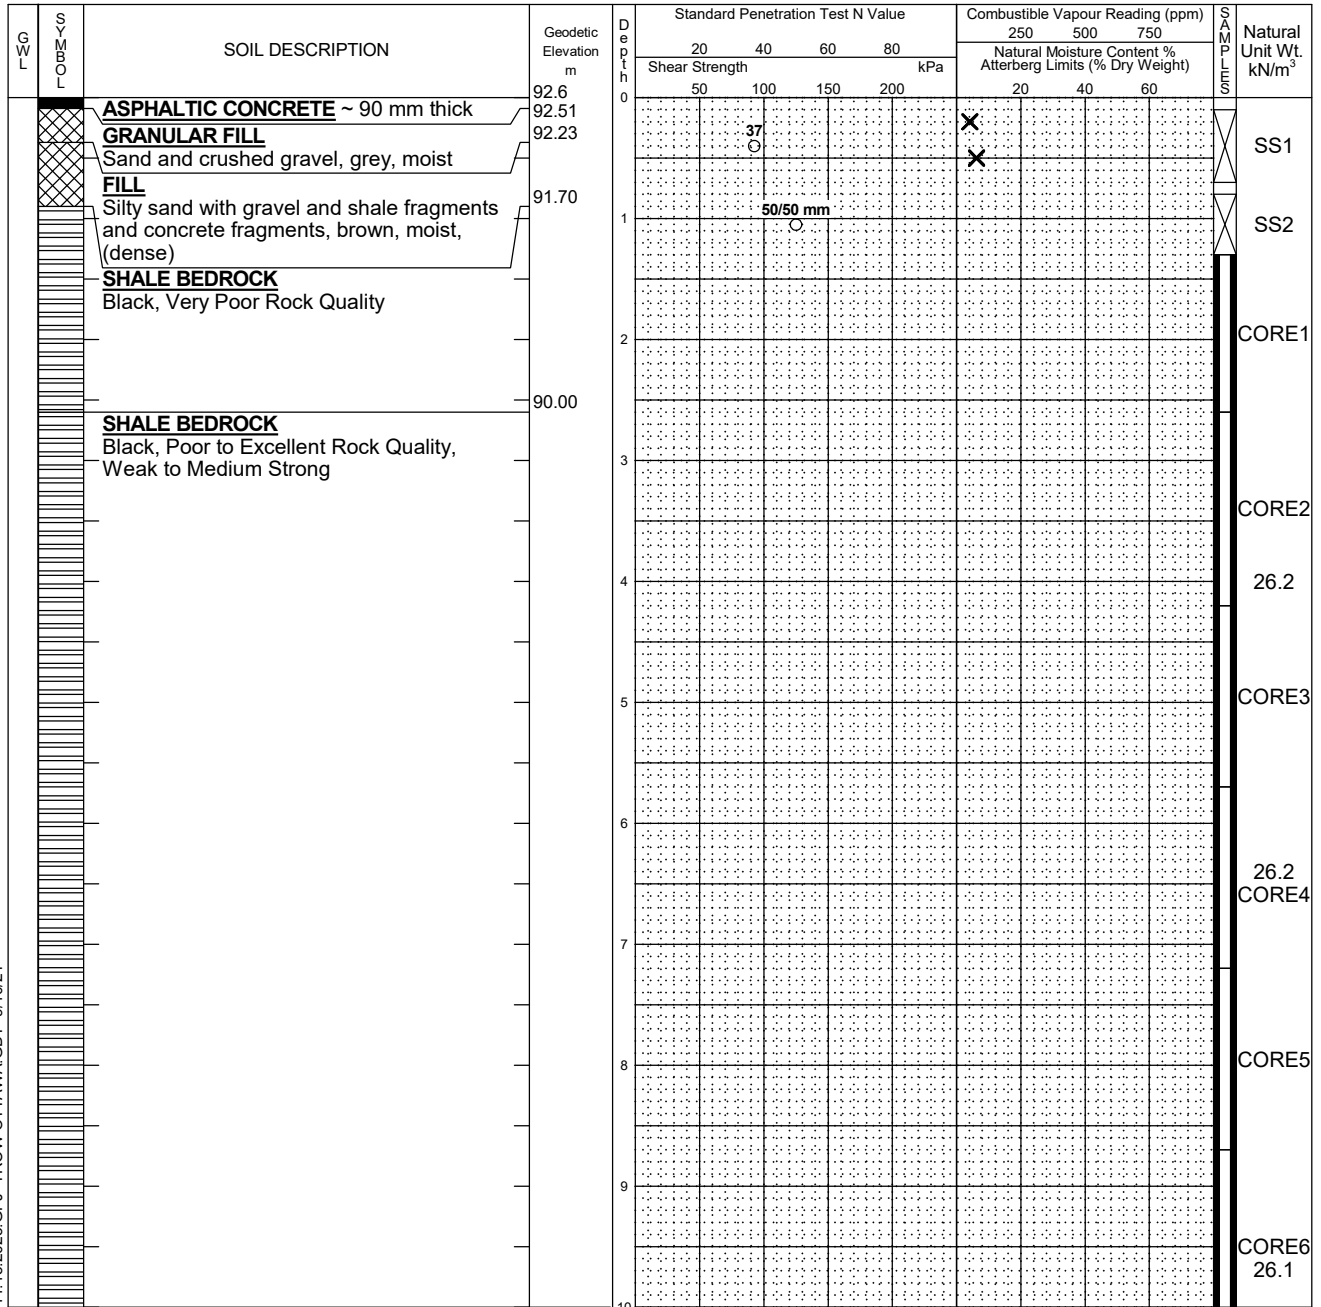 GWL
SYMBOL
SOIL DESCRIPTION
Geodetic
Elevation
m
Depth
Standard Penetration Test N Value
20 40 60 80
Shear Strength kPa
50 100 150 200
Combustible Vapour Reading (ppm)
250 500 750
Natural Moisture Content %
Atterberg Limits (% Dry Weight)
20 40 60
SAMPLES
Natural
Unit Wt.
kN/m³
92.6
0
ASPHALTIC CONCRETE ~ 90 mm thick
92.51
GRANULAR FILL
92.23
Sand and crushed gravel, grey, moist
37
SS1
FILL
91.70
Silty sand with gravel and shale fragments
and concrete fragments, brown, moist,
(dense)
50/50 mm
1
SS2
SHALE BEDROCK
Black, Very Poor Rock Quality
2
CORE1
90.00
SHALE BEDROCK
Black, Poor to Excellent Rock Quality,
Weak to Medium Strong
3
CORE2
4
26.2
5
CORE3
6
26.2
CORE4
7
8
CORE5
9
CORE6
26.1
10